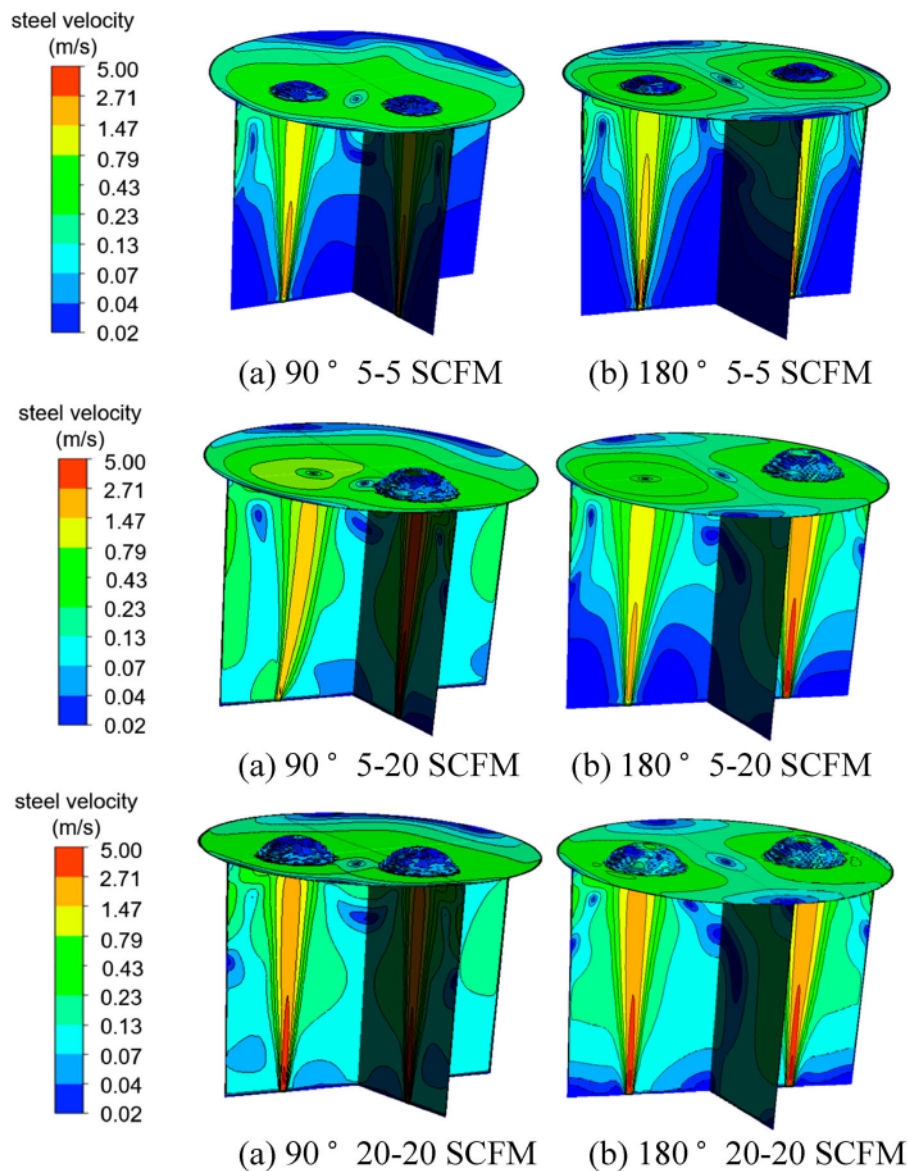 steel velocity
(m/s)
5.00
2.71
1.47
0.79
0.43
0.23
0.13
0.07
0.04
0.02
(a) 90 ° 5-5 SCFM
(b) 180 ° 5-5 SCFM
steel velocity
(m/s)
5.00
2.71
1.47
0.79
0.43
0.23
0.13
0.07
0.04
0.02
(a) 90 ° 5-20 SCFM
(b) 180 ° 5-20 SCFM
steel velocity
(m/s)
5.00
2.71
1.47
0.79
0.43
0.23
0.13
0.07
0.04
0.02
(a) 90 ° 20-20 SCFM
(b) 180 ° 20-20 SCFM